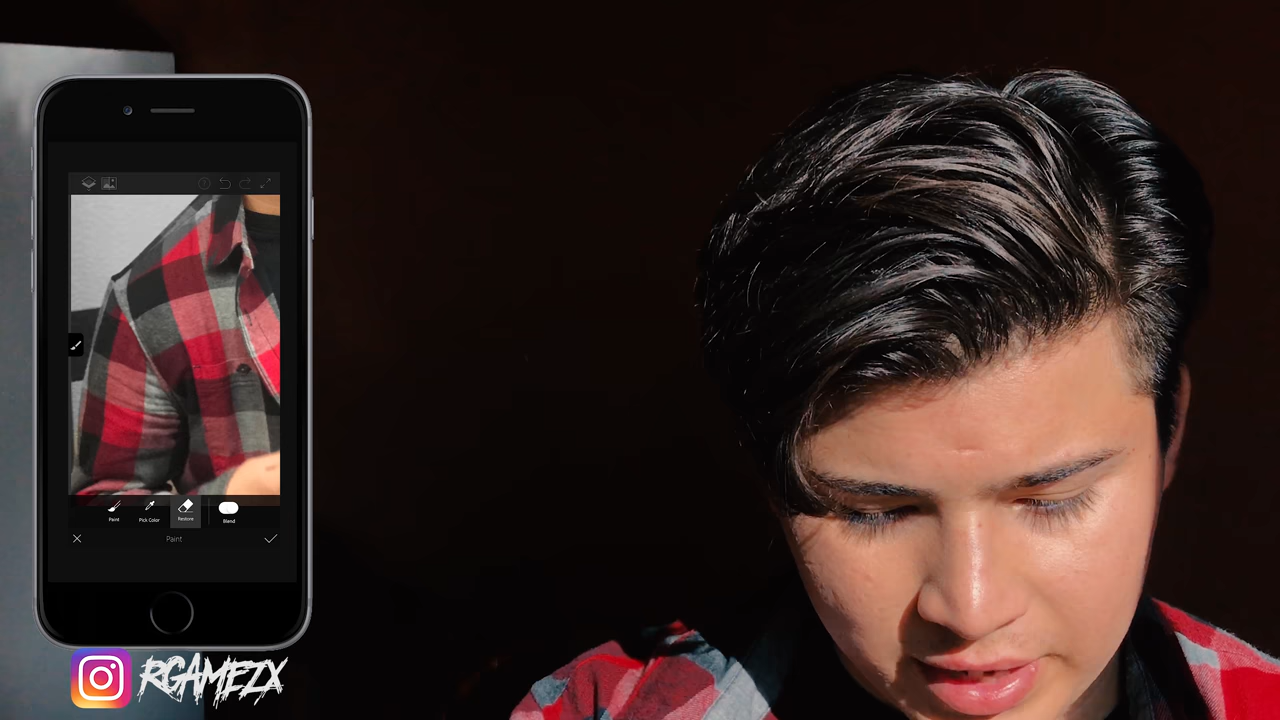 Paint
Pick Color
Restore
Blend
Paint
RGAMEZX